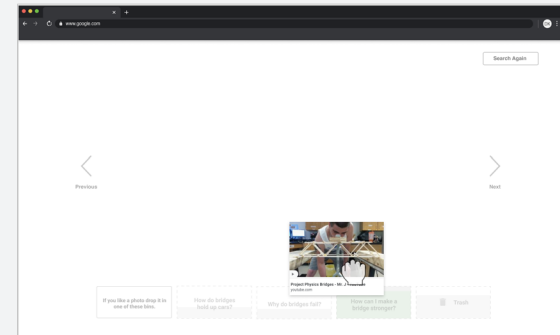 www.google.com
Search Again
Previous
Next
Project Physics Bridges - Mr. J
youtube.com
If you like a photo drop it in
one of these bins.
How do bridges
hold up cars?
Why do bridges fail?
How can I make a
bridge stronger?
Trash